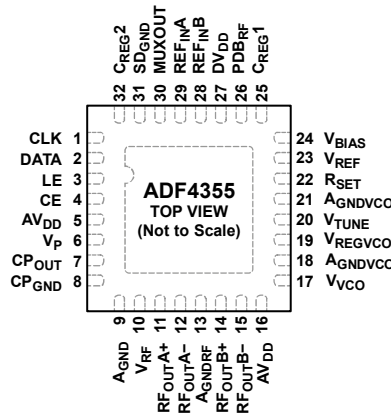 CREG2
SDGND
MUXOUT
REFINA
REFINB
DVDD
PDBRF
CREG1
32 31 30 29 28 27 26 25
CLK 1
DATA 2
LE 3
CE 4
AVDD 5
VP 6
CPOUT 7
CPGND 8
ADF4355
TOP VIEW
(Not to Scale)
24 VBIAS
23 VREF
22 RSET
21 AGNDVCO
20 VTUNE
19 VREGVCO
18 AGNDVCO
17 VVCO
9 10 11 12 13 14 15 16
AGND
VRF
RFOUTA+
RFOUTA−
AGNDRF
RFOUTB+
RFOUTB−
AVDD